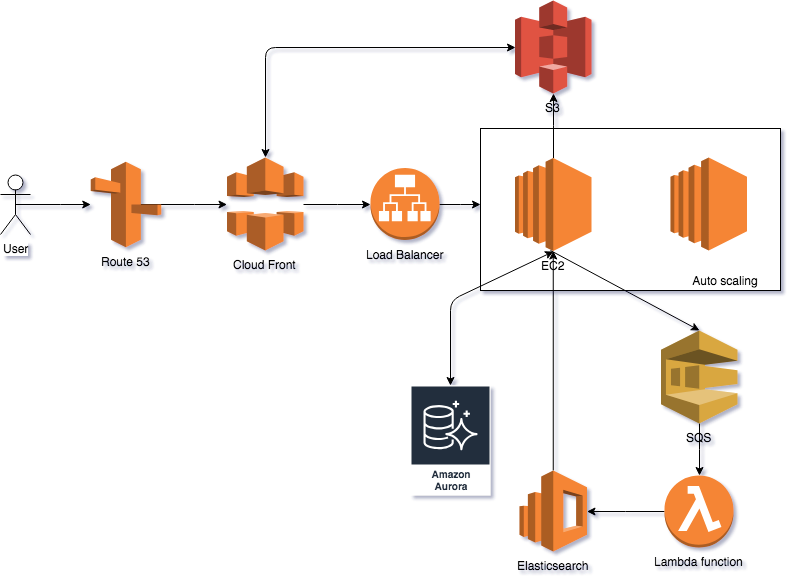 S3
User
Route 53
Cloud Front
Load Balancer
EC2
Auto scaling
SQS
Amazon
Aurora
Elasticsearch
Lambda function